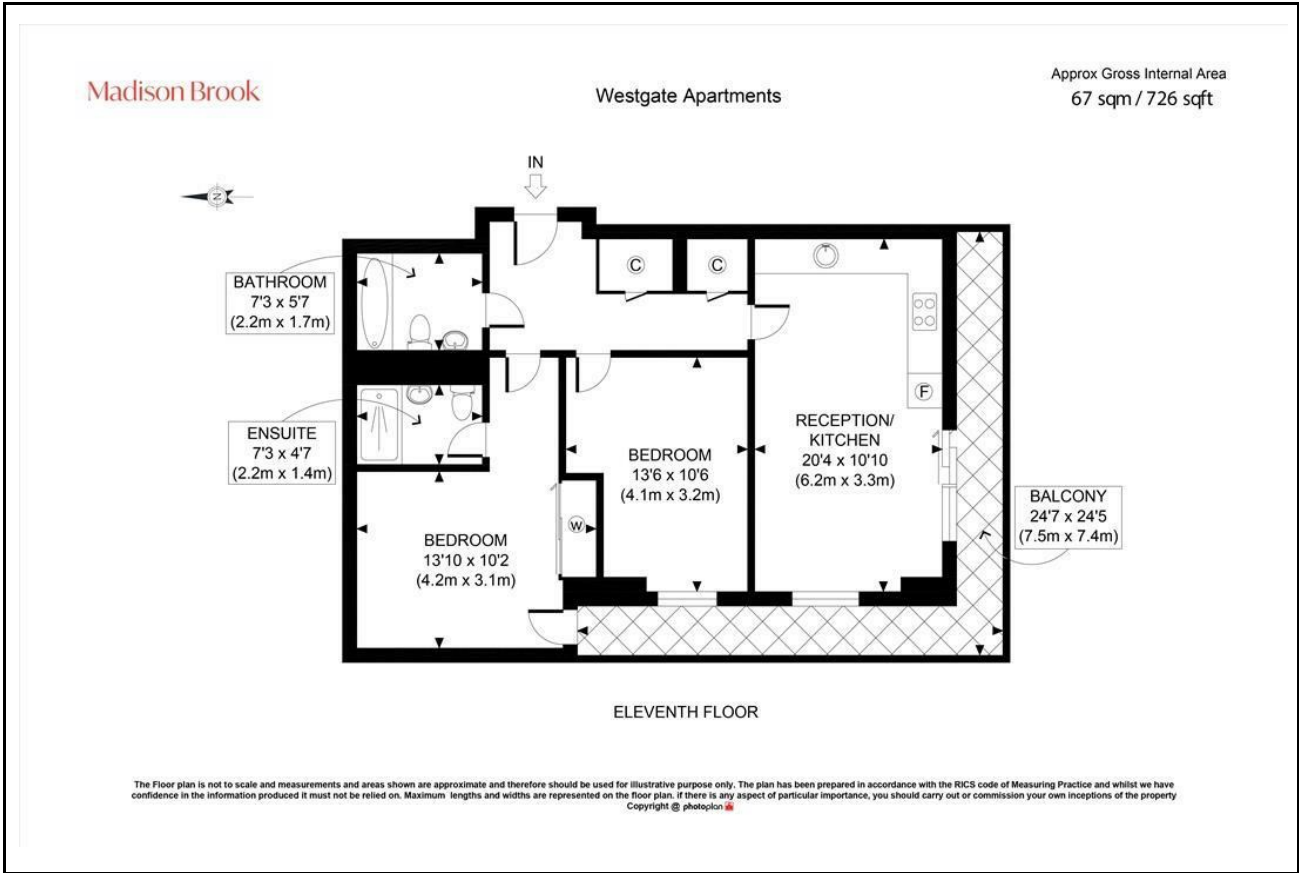 Madison Brook
Westgate Apartments
Approx Gross Internal Area
67 sqm / 726 sqft
IN
N
BATHROOM
7'3 x 5'7
(2.2m x 1.7m)
C
C
ENSUITE
7'3 x 4'7
(2.2m x 1.4m)
F
RECEPTION/
KITCHEN
20'4 x 10'10
(6.2m x 3.3m)
BEDROOM
13'6 x 10'6
(4.1m x 3.2m)
W
BEDROOM
13'10 x 10'2
(4.2m x 3.1m)
BALCONY
24'7 x 24'5
(7.5m x 7.4m)
ELEVENTH FLOOR
The Floor plan is not to scale and measurements and areas shown are approximate and therefore should be used for illustrative purpose only. The plan has been prepared in accordance with the RICS code of Measuring Practice and whilst we have
confidence in the information produced it must not be relied on. Maximum lengths and widths are represented on the floor plan. if there is any aspect of particular importance, you should carry out or commission your own inceptions of the property
Copyright @ photoplan